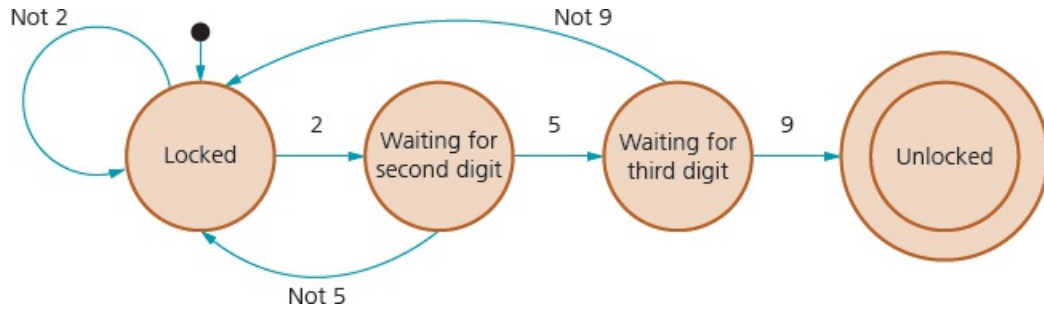 Not 2
Not 9
2
5
9
Locked
Waiting for
second digit
Waiting for
third digit
Unlocked
Not 5